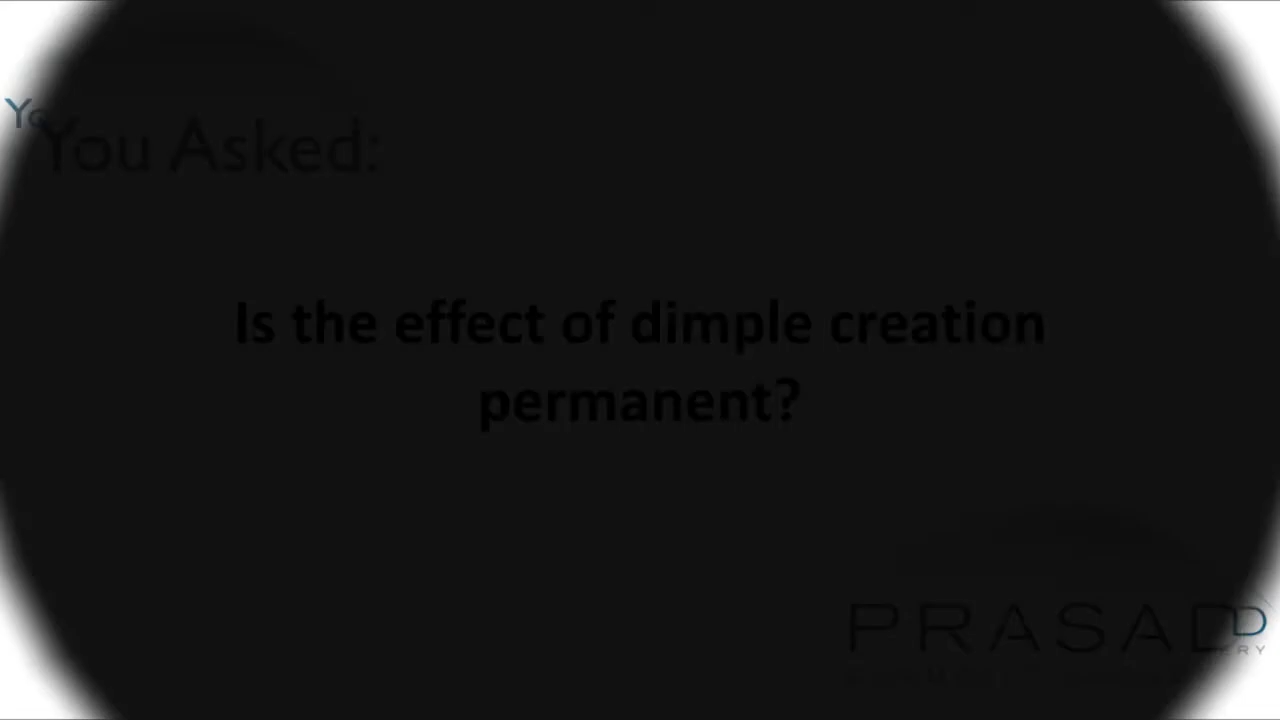 You Asked:
Is the effect of dimple creation
permanent?
PRASAD